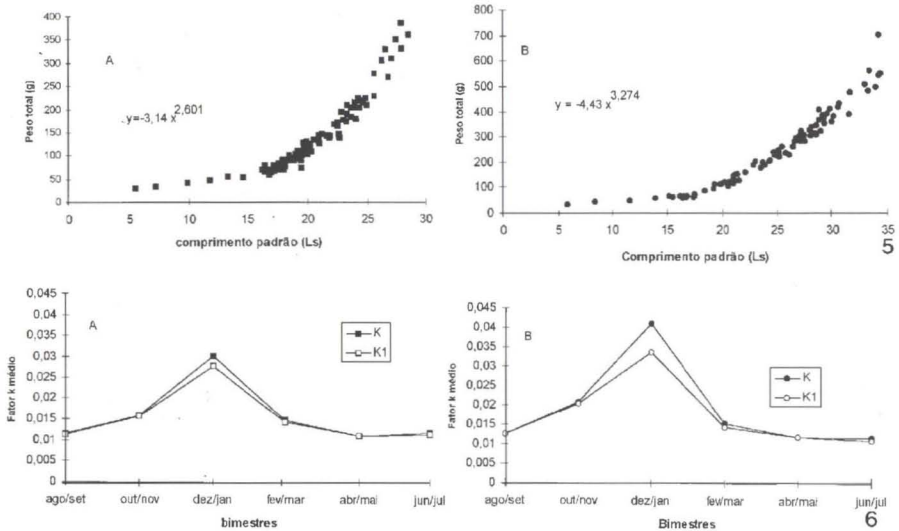 A
y=-3,14 x^2,601
Peso total (g)
400
350
300
250
200
150
100
50
0
0 5 10 15 20 25 30
comprimento padrão (Ls)
B
y = -4,43 x^3,274
Peso total (g)
800
700
600
500
400
300
200
100
0
0 5 10 15 20 25 30 35
Comprimento padrão (Ls)
5
A
K
K1
Fator k médio
0,045
0,04
0,035
0,03
0,025
0,02
0,015
0,01
0,005
0
ago/set out/nov dez/jan few/mar abr/mai jun/jul
bimestres
B
K
K1
Fator k médio
0,045
0,04
0,035
0,03
0,025
0,02
0,015
0,01
0,005
0
ago/set out/nov dez/jan few/mar abr/mai jun/jul
Bimestres
6